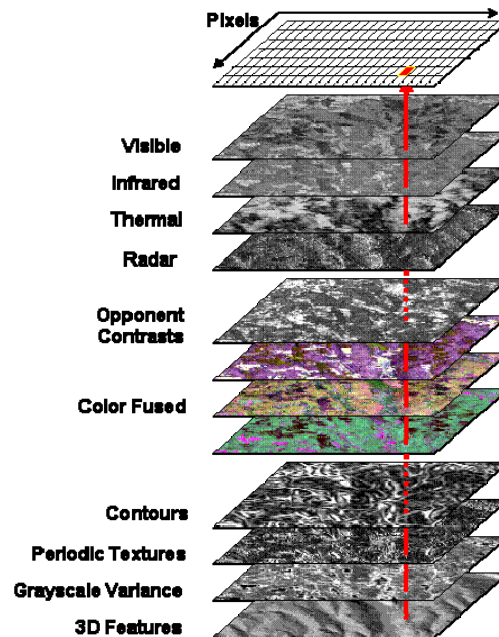 Pixels
Visible
Infrared
Thermal
Radar
Opponent
Contrasts
Color Fused
Contours
Periodic Textures
Grayscale Variance
3D Features